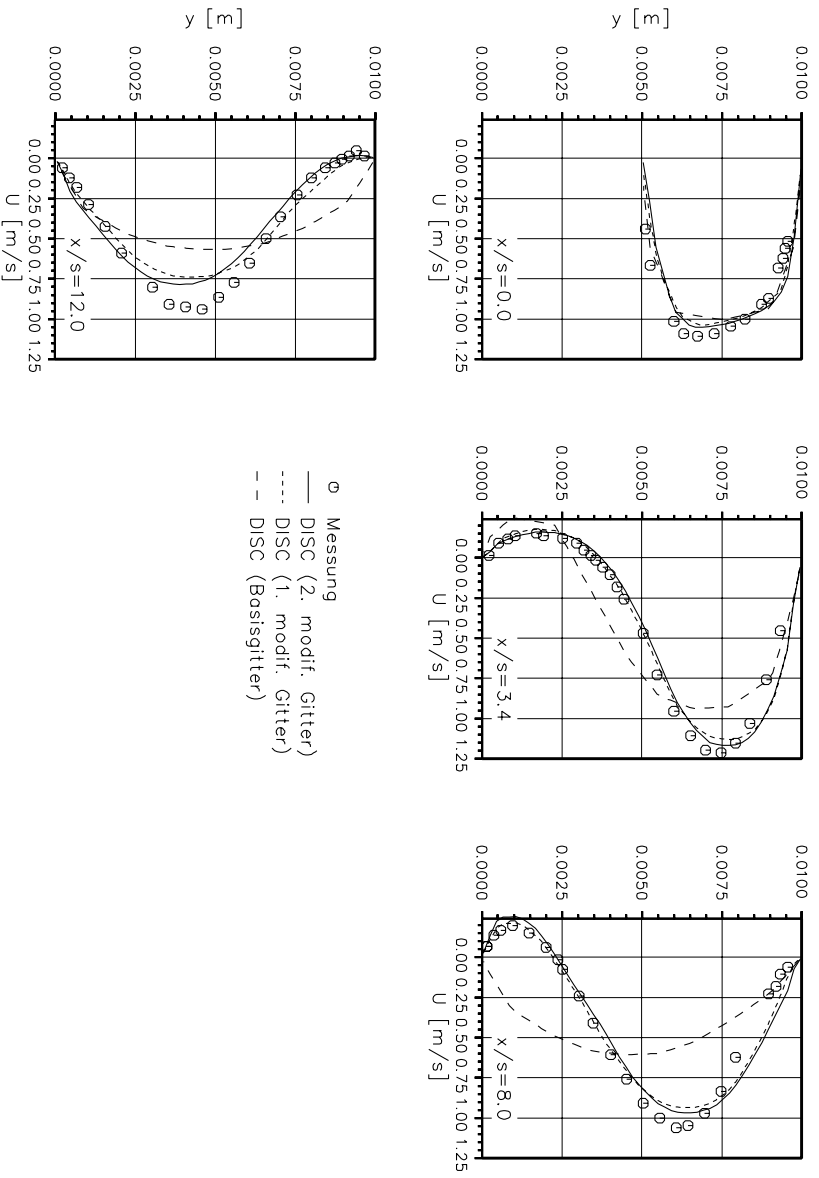 0.0100
0.0075
0.0050
0.0025
0.0000
y [m]
x/s=0.0
0.00 0.25 0.50 0.75 1.00 1.25
U [m/s]
0.0100
0.0075
0.0050
0.0025
0.0000
x/s=3.4
0.00 0.25 0.50 0.75 1.00 1.25
U [m/s]
0.0100
0.0075
0.0050
0.0025
0.0000
x/s=8.0
0.00 0.25 0.50 0.75 1.00 1.25
U [m/s]
0.0100
0.0075
0.0050
0.0025
0.0000
y [m]
x/s=12.0
0.00 0.25 0.50 0.75 1.00 1.25
U [m/s]
Messung
DISC (2. modif. Gitter)
DISC (1. modif. Gitter)
DISC (Basisgitter)